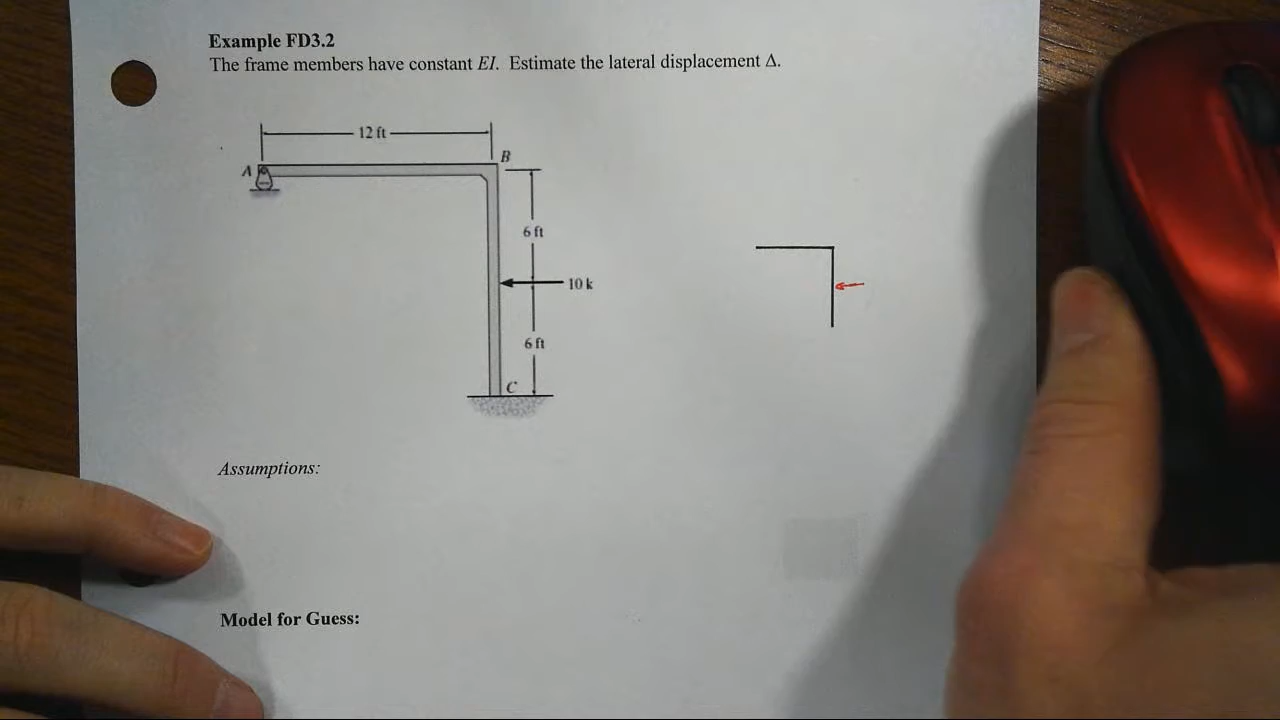 Example FD3.2
The frame members have constant EI. Estimate the lateral displacement Δ.
12 ft
A
B
6 ft
10 k
6 ft
C
Assumptions:
Model for Guess: